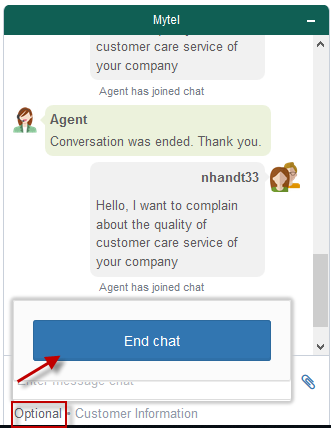 Mytel
customer care service of
your company
Agent has joined chat
Agent
Conversation was ended. Thank you.
nhandt33
Hello, I want to complain
about the quality of
customer care service of
your company
Agent has joined chat
End chat
Enter message chat
Optional • Customer Information